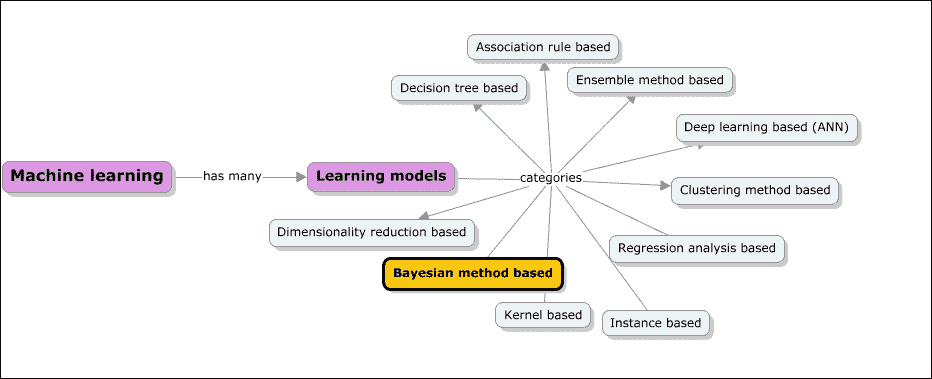 Association rule based
Ensemble method based
Decision tree based
Deep learning based (ANN)
Machine learning
has many
Learning models
categories
Clustering method based
Dimensionality reduction based
Regression analysis based
Bayesian method based
Kernel based
Instance based